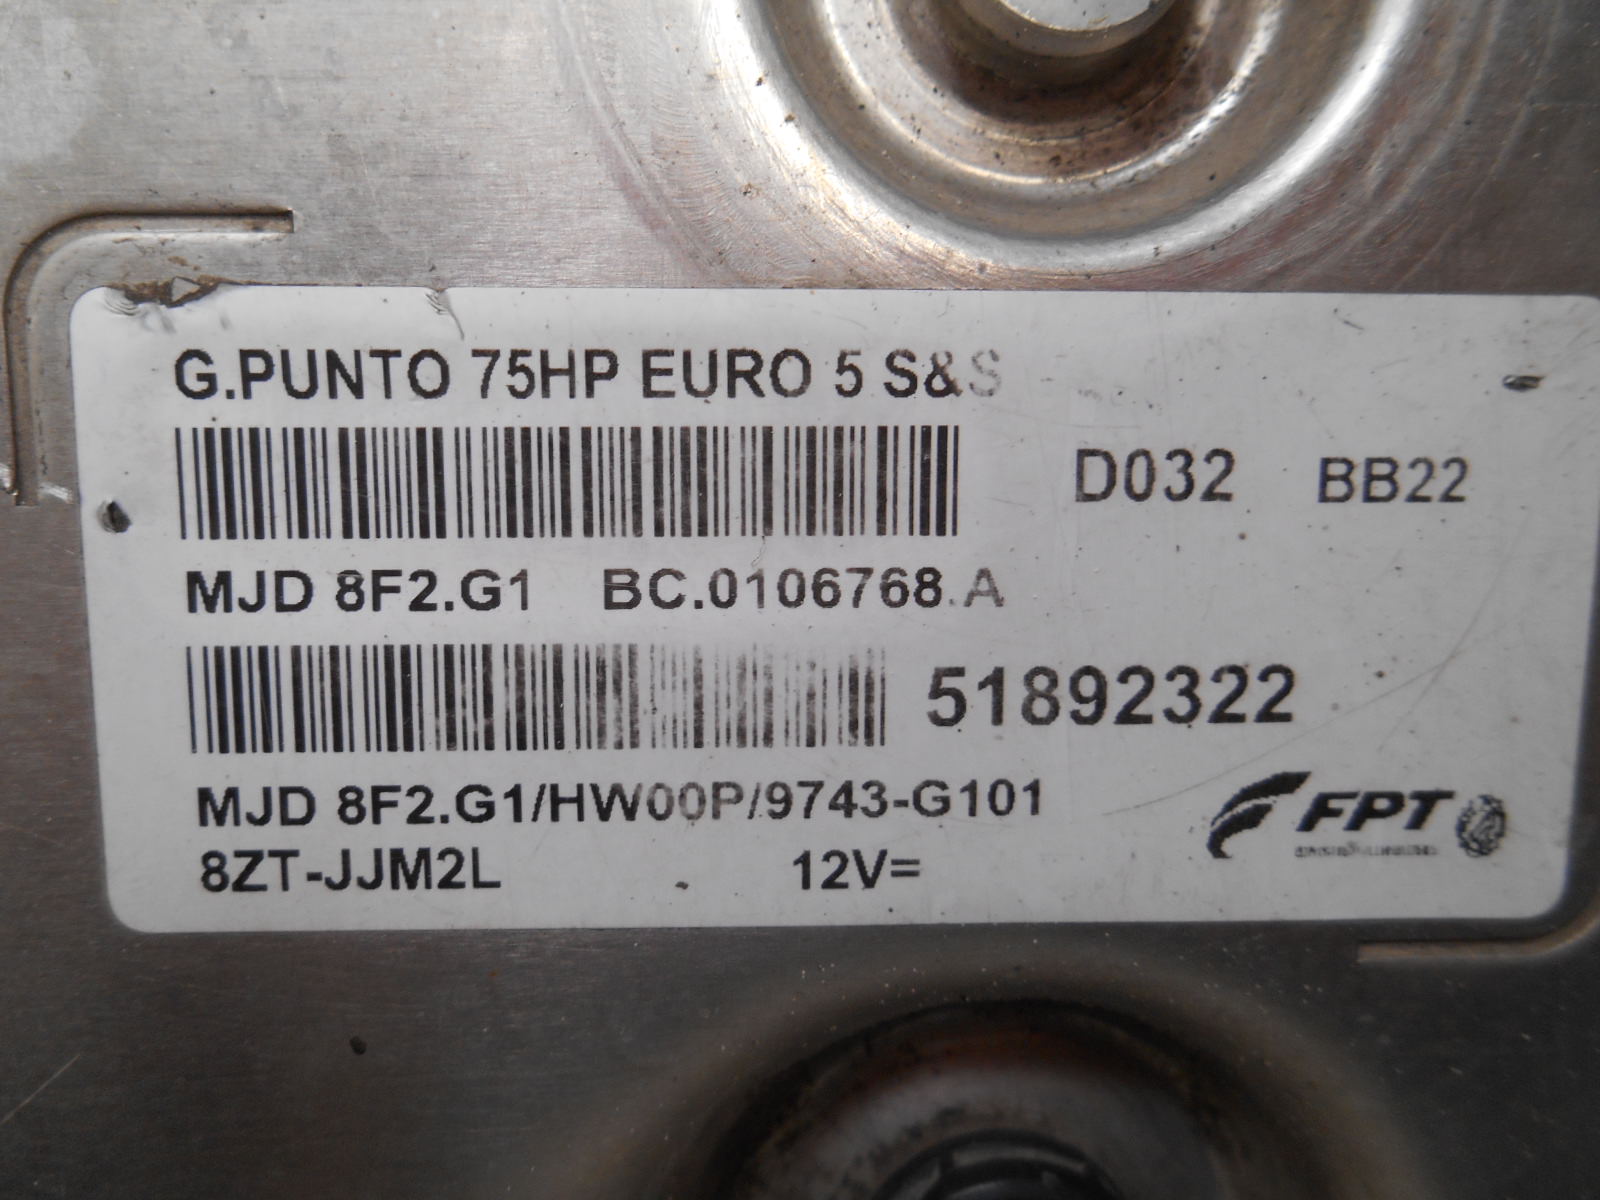 G.PUNTO 75HP EURO 5 S&S
D032 BB22
MJD 8F2.G1 BC.0106768.A
51892322
MJD 8F2.G1/HW00P/9743-G101
FPT
8ZT-JJM2L 12V=